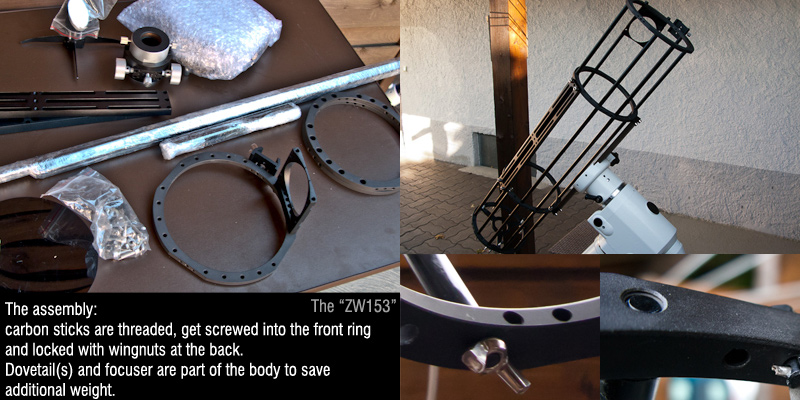 The assembly:
The “ZW153”
carbon sticks are threaded, get screwed into the front ring
and locked with wingnuts at the back.
Dovetail(s) and focuser are part of the body to save
additional weight.